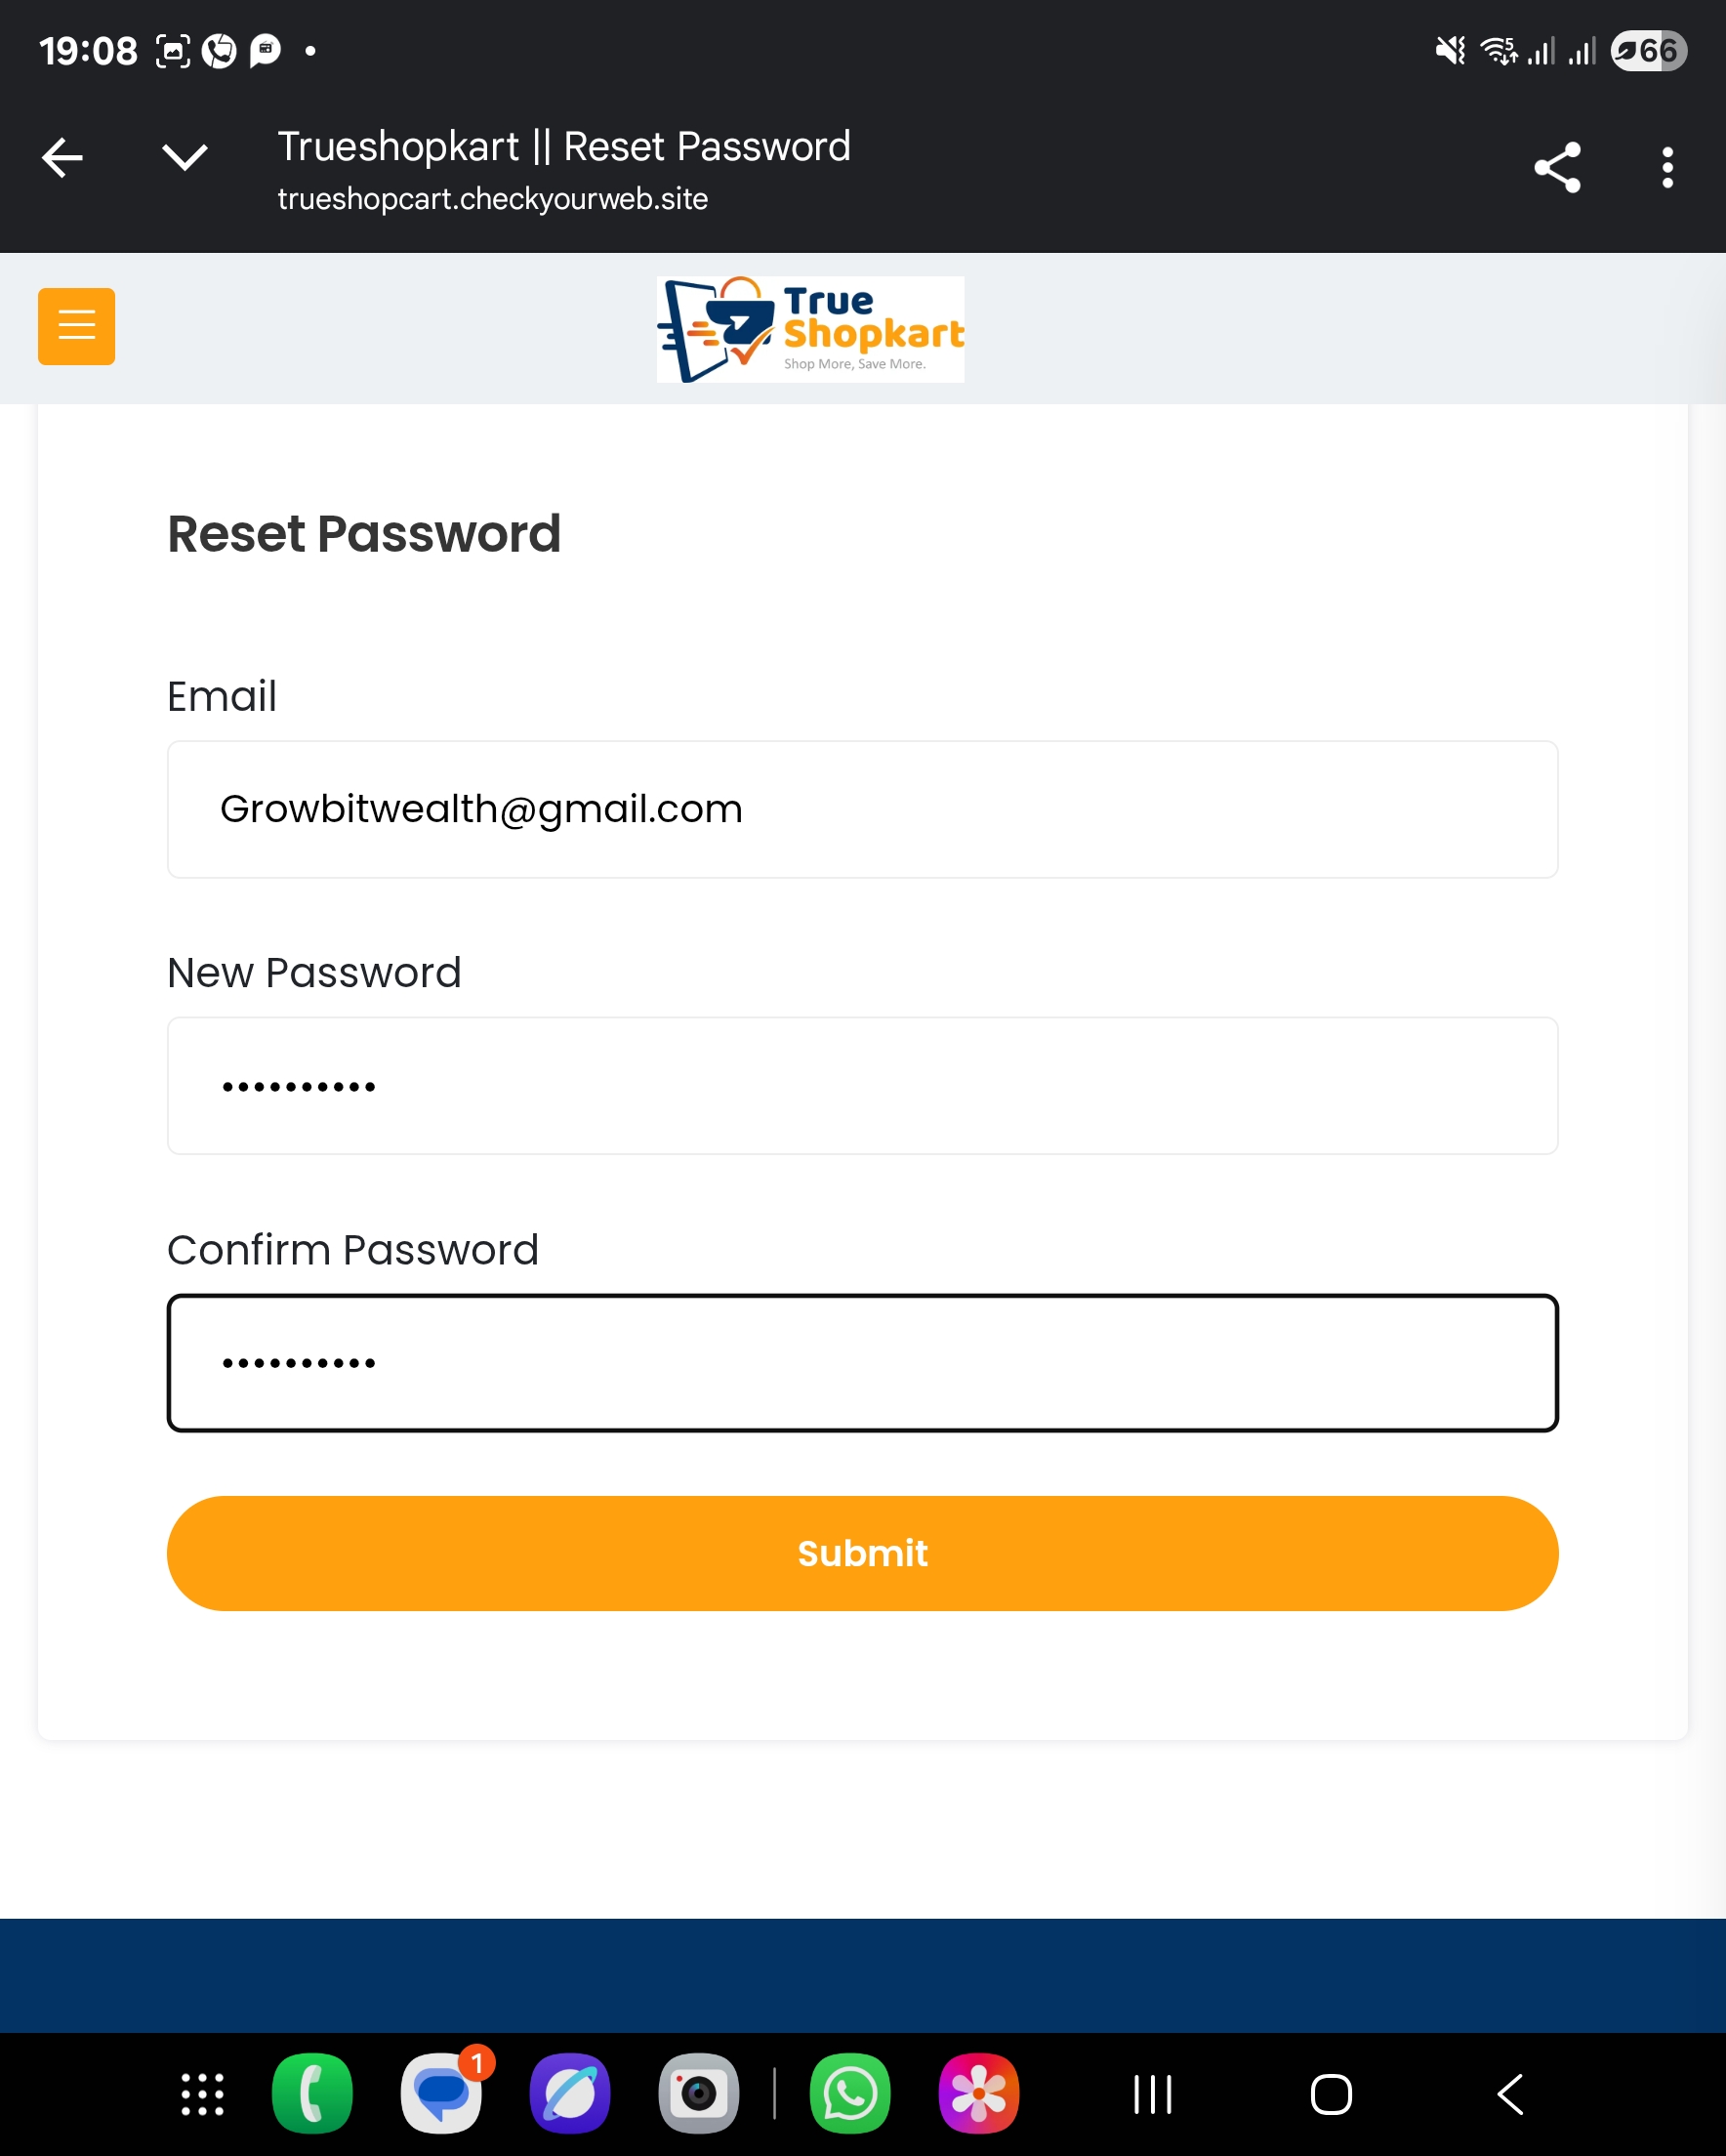 19:08
66
Trueshopkart || Reset Password
trueshopcart.checkyourweb.site
True
Shopkart
Shop More, Save More.
Reset Password
Email
Growbitwealth@gmail.com
New Password
••••••••••
Confirm Password
••••••••••
Submit
1